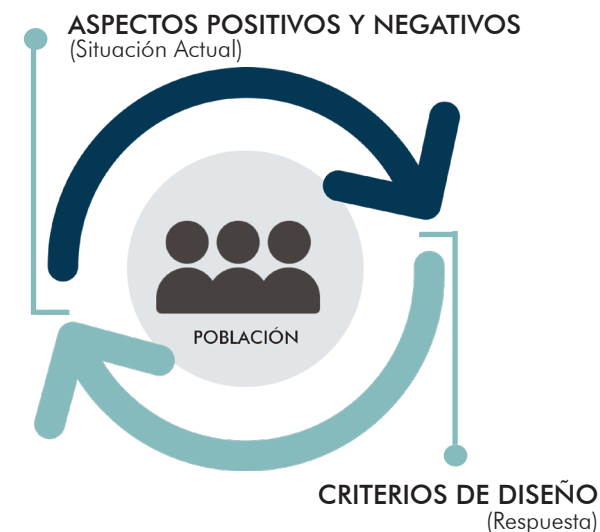 ASPECTOS POSITIVOS Y NEGATIVOS
(Situación Actual)
POBLACIÓN
CRITERIOS DE DISEÑO
(Respuesta)